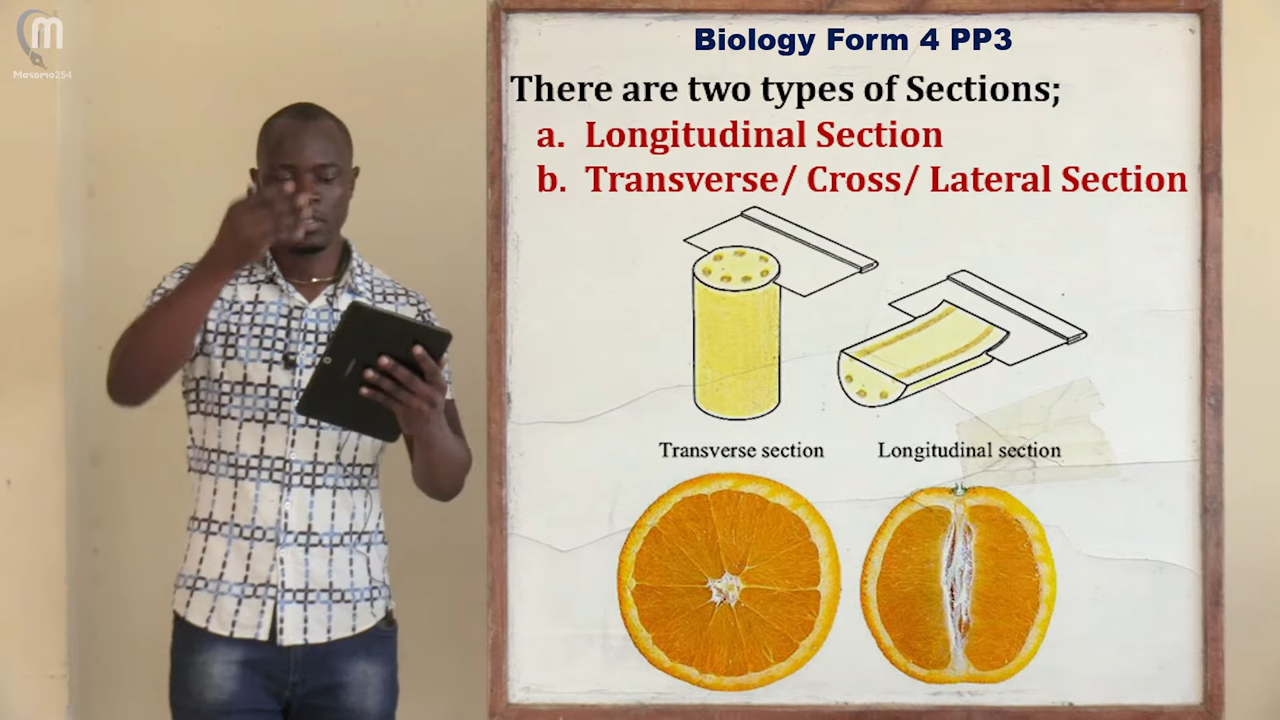 Masomo254
Biology Form 4 PP3
There are two types of Sections;
a. Longitudinal Section
b. Transverse/ Cross/ Lateral Section
Transverse section
Longitudinal section